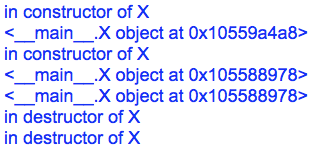 in constructor of X
<__main__.X object at 0x10559a4a8>
in constructor of X
<__main__.X object at 0x105588978>
<__main__.X object at 0x105588978>
in destructor of X
in destructor of X